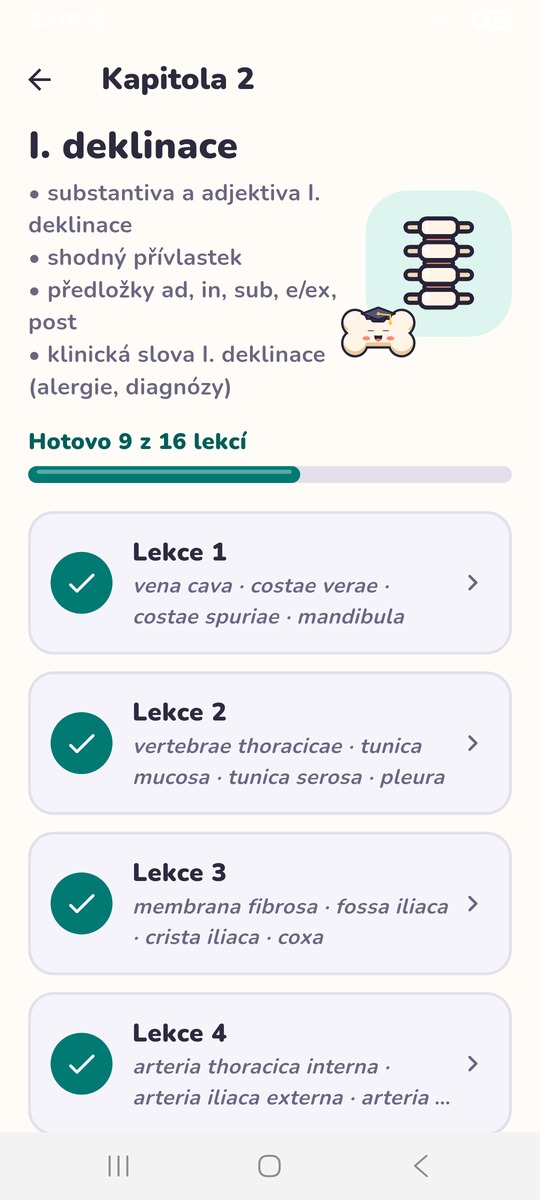 Kapitola 2
I. deklinace
• substantiva a adjektiva I.
deklinace
• shodný přívlastek
• předložky ad, in, sub, e/ex,
post
• klinická slova I. deklinace
(alergie, diagnózy)
Hotovo 9 z 16 lekcí
Lekce 1
vena cava · costae verae ·
costae spuriae · mandibula
Lekce 2
vertebrae thoracicae · tunica
mucosa · tunica serosa · pleura
Lekce 3
membrana fibrosa · fossa iliaca
· crista iliaca · coxa
Lekce 4
arteria thoracica interna ·
arteria iliaca externa · arteria ...